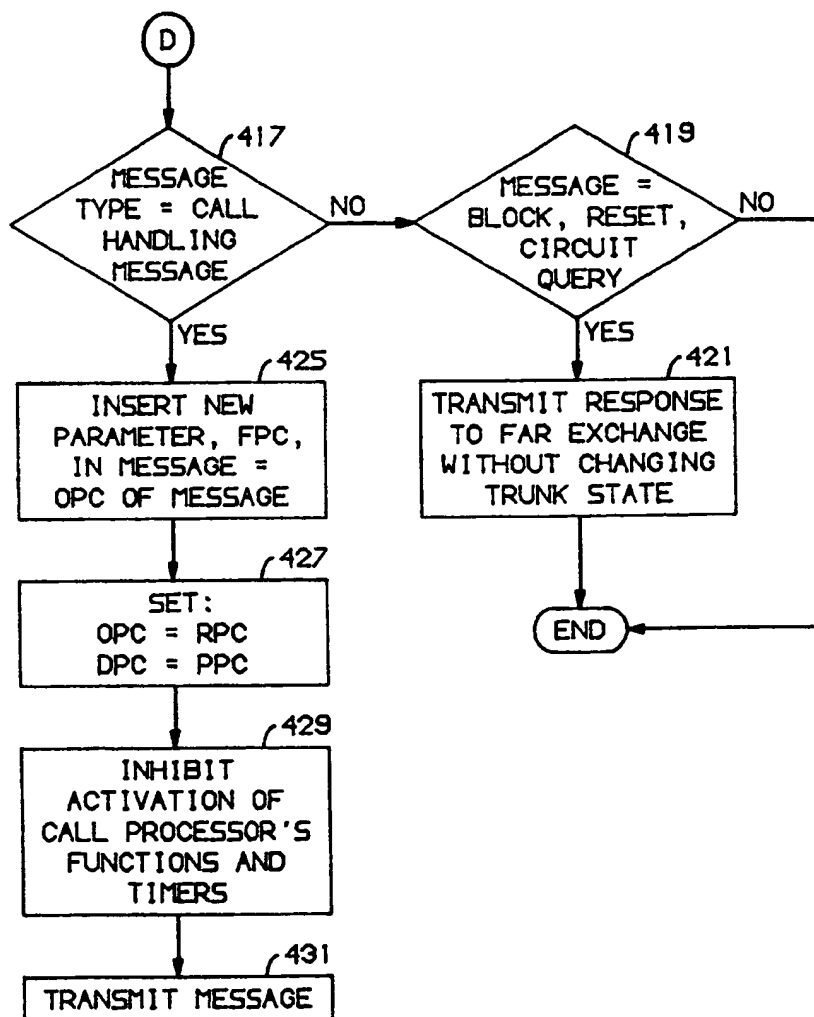 D
417
MESSAGE
TYPE = CALL
HANDLING
MESSAGE
NO
YES
419
MESSAGE =
BLOCK, RESET,
CIRCUIT
QUERY
NO
YES
425
INSERT NEW
PARAMETER, FPC,
IN MESSAGE =
OPC OF MESSAGE
421
TRANSMIT RESPONSE
TO FAR EXCHANGE
WITHOUT CHANGING
TRUNK STATE
427
SET:
OPC = RPC
DPC = PPC
END
429
INHIBIT
ACTIVATION OF
CALL PROCESSOR'S
FUNCTIONS AND
TIMERS
431
TRANSMIT MESSAGE